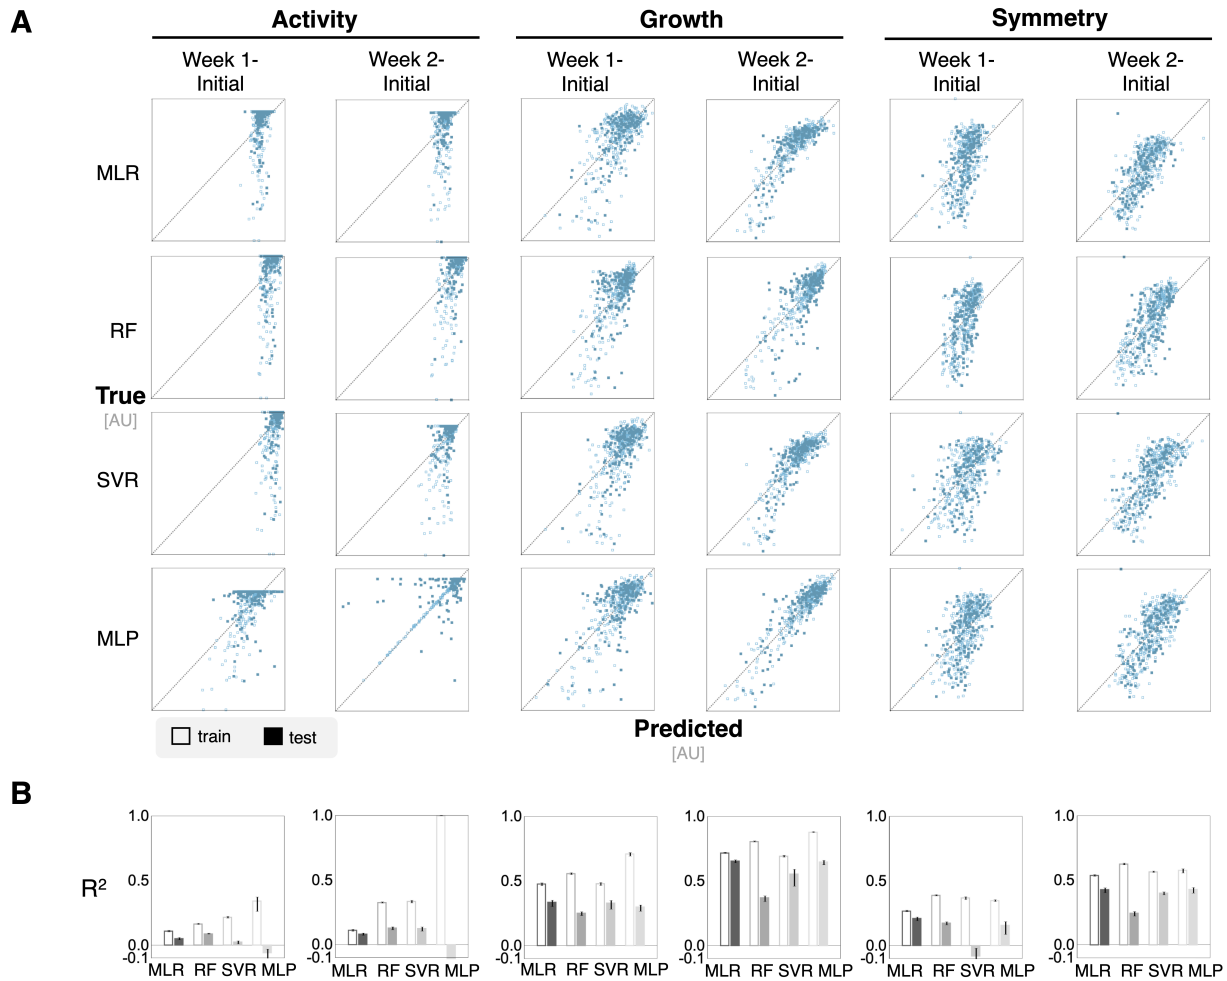 A
Activity Growth Symmetry
Week 1- Week 2- Week 1- Week 2- Week 1- Week 2-
Initial Initial Initial Initial Initial Initial
MLR
RF
True
[AU]
SVR
MLP
train test
Predicted
[AU]
B
1.0 1.0 1.0 1.0 1.0 1.0
R²
0.5 0.5 0.5 0.5 0.5 0.5
0.0 0.0 0.0 0.0 0.0 0.0
-0.1 -0.1 -0.1 -0.1 -0.1 -0.1
MLR RF SVR MLP MLR RF SVR MLP MLR RF SVR MLP MLR RF SVR MLP MLR RF SVR MLP MLR RF SVR MLP